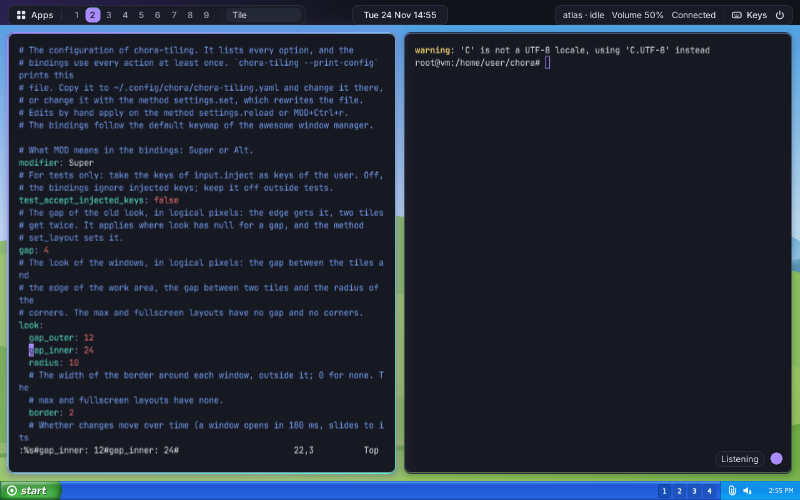 Apps 1 2 3 4 5 6 7 8 9 Tile
Tue 24 Nov 14:55
atlas · idle Volume 50% Connected Keys
# The configuration of chora-tiling. It lists every option, and the
# bindings use every action at least once. `chora-tiling --print-config`
prints this
# file. Copy it to ~/.config/chora/chora-tiling.yaml and change it there,
# or change it with the method settings.set, which rewrites the file.
# Edits by hand apply on the method settings.reload or MOD+Ctrl+r.
# The bindings follow the default keymap of the awesome window manager.
# What MOD means in the bindings: Super or Alt.
modifier: Super
# For tests only: take the keys of input.inject as keys of the user. Off,
# the bindings ignore injected keys; keep it off outside tests.
test_accept_injected_keys: false
# The gap of the old look, in logical pixels: the edge gets it, two tiles
# get twice. It applies where look has null for a gap, and the method
# set_layout sets it.
gap: 4
# The look of the windows, in logical pixels: the gap between the tiles a
nd
# the edge of the work area, the gap between two tiles and the radius of
the
# corners. The max and fullscreen layouts have no gap and no corners.
look:
gap_outer: 12
gap_inner: 24
radius: 10
# The width of the border around each window, outside it; 0 for none. T
he
# max and fullscreen layouts have none.
border: 2
# Whether changes move over time (a window opens in 180 ms, slides to i
ts
:%s#gap_inner: 12#gap_inner: 24# 22,3 Top
warning: 'C' is not a UTF-8 locale, using 'C.UTF-8' instead
root@vm:/home/user/chora#
Listening
start
1 2 3 4
2:55 PM